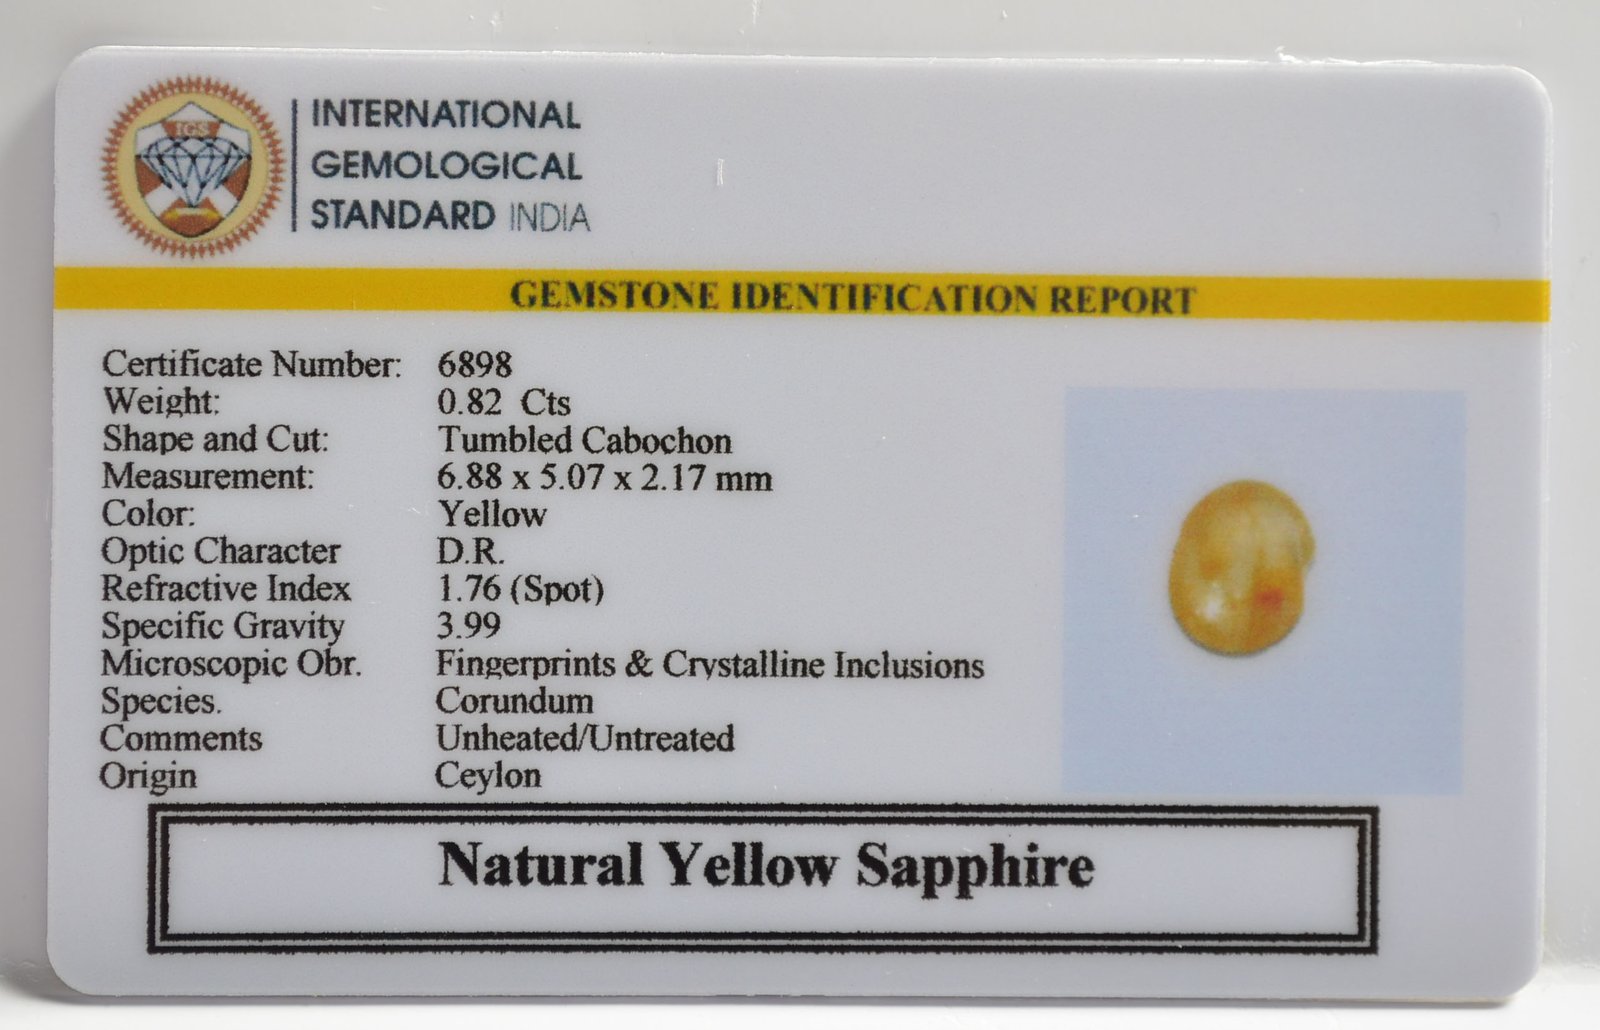 IGS
INTERNATIONAL
GEMOLOGICAL
STANDARD INDIA
GEMSTONE IDENTIFICATION REPORT
Certificate Number: 6898
Weight: 0.82 Cts
Shape and Cut: Tumbled Cabochon
Measurement: 6.88 x 5.07 x 2.17 mm
Color: Yellow
Optic Character D.R.
Refractive Index 1.76 (Spot)
Specific Gravity 3.99
Microscopic Obr. Fingerprints & Crystalline Inclusions
Species. Corundum
Comments Unheated/Untreated
Origin Ceylon
Natural Yellow Sapphire